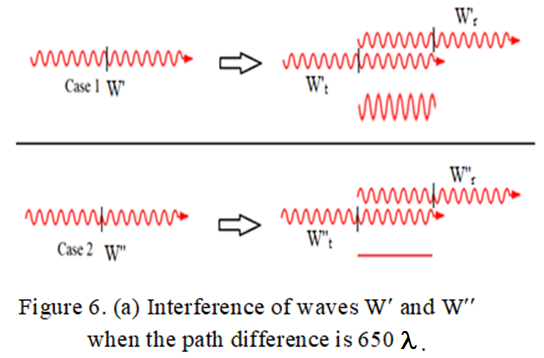 W'r
Case 1 W'
W't
W"r
Case 2 W"
W"t
Figure 6. (a) Interference of waves W′ and W′′
when the path difference is 650 λ.